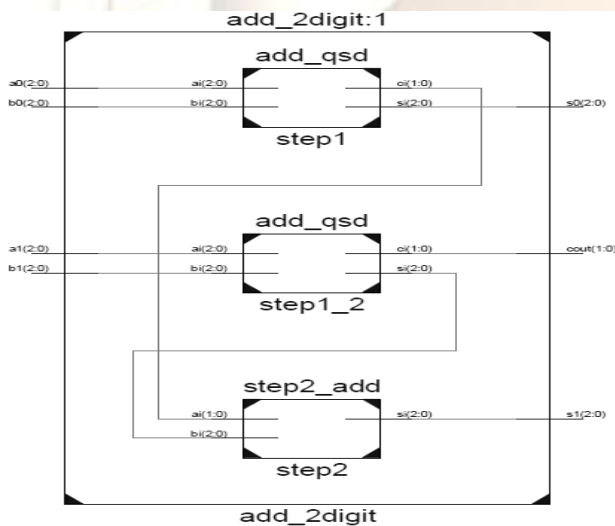 add_2digit:1
add_qsd
a0(2:0) ai(2:0) ci(1:0)
b0(2:0) bi(2:0) si(2:0) s0(2:0)
step1
add_qsd
a1(2:0) ai(2:0) ci(1:0) cout(1:0)
b1(2:0) bi(2:0) si(2:0)
step1_2
step2_add
ai(1:0) si(2:0) s1(2:0)
bi(2:0)
step2
add_2digit